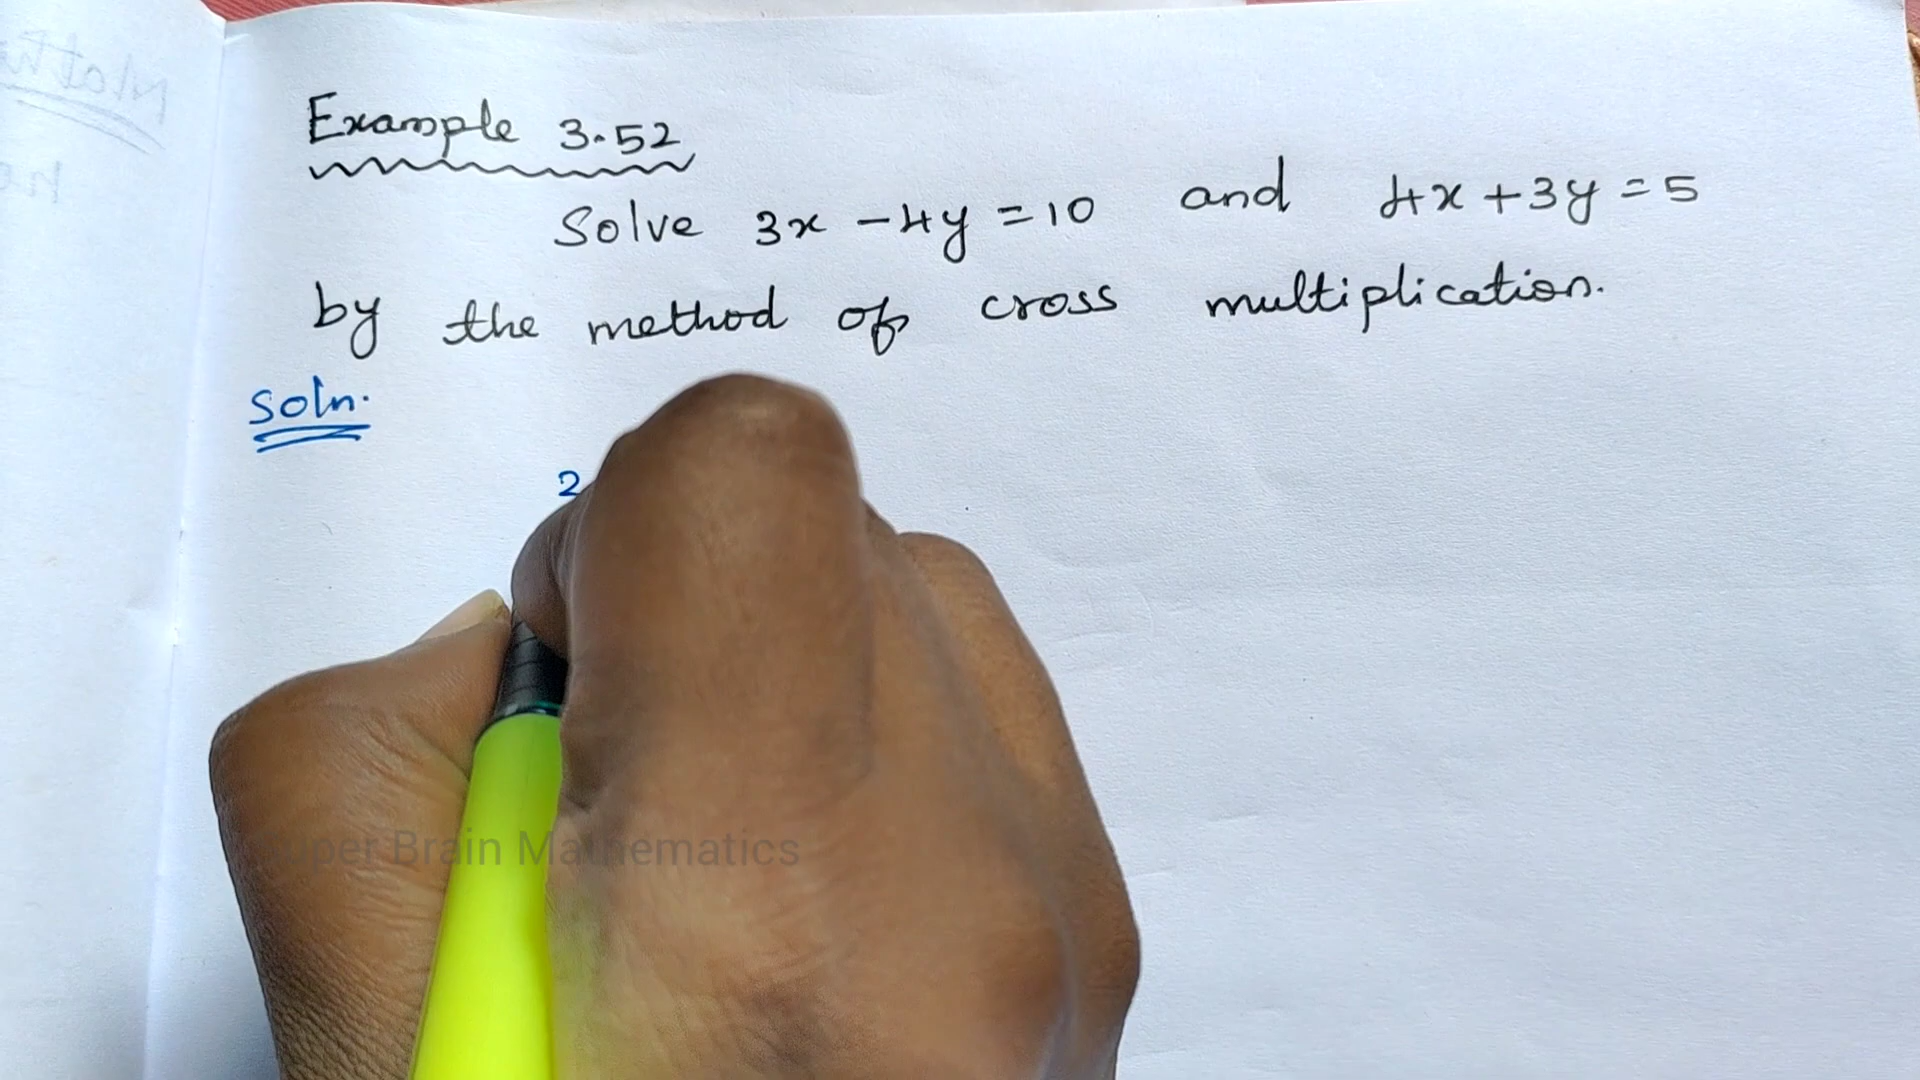 Example 3.52
Solve 3x - 4y = 10 and 4x + 3y = 5
by the method of cross multiplication.
Soln.
2
Super Brain Mathematics